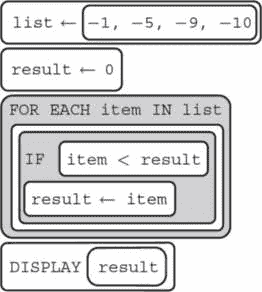 list ← -1, -5, -9, -10
result ← 0
FOR EACH item IN list
IF item < result
result ← item
DISPLAY result